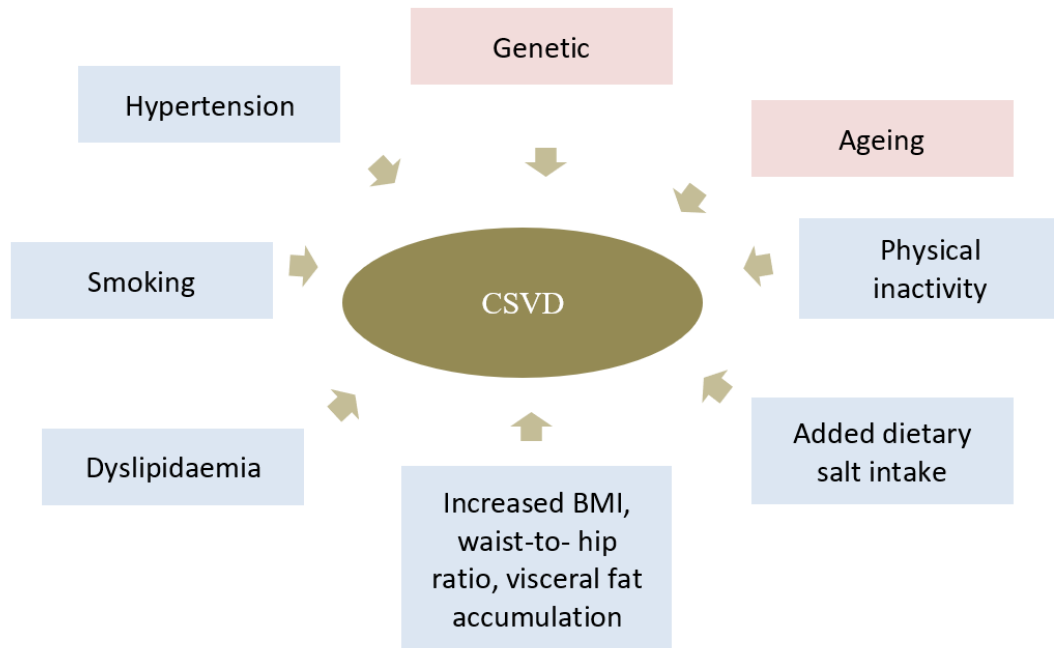 Genetic
Hypertension
Ageing
Smoking
CSVD
Physical
inactivity
Dyslipidaemia
Increased BMI,
waist-to- hip
ratio, visceral fat
accumulation
Added dietary
salt intake